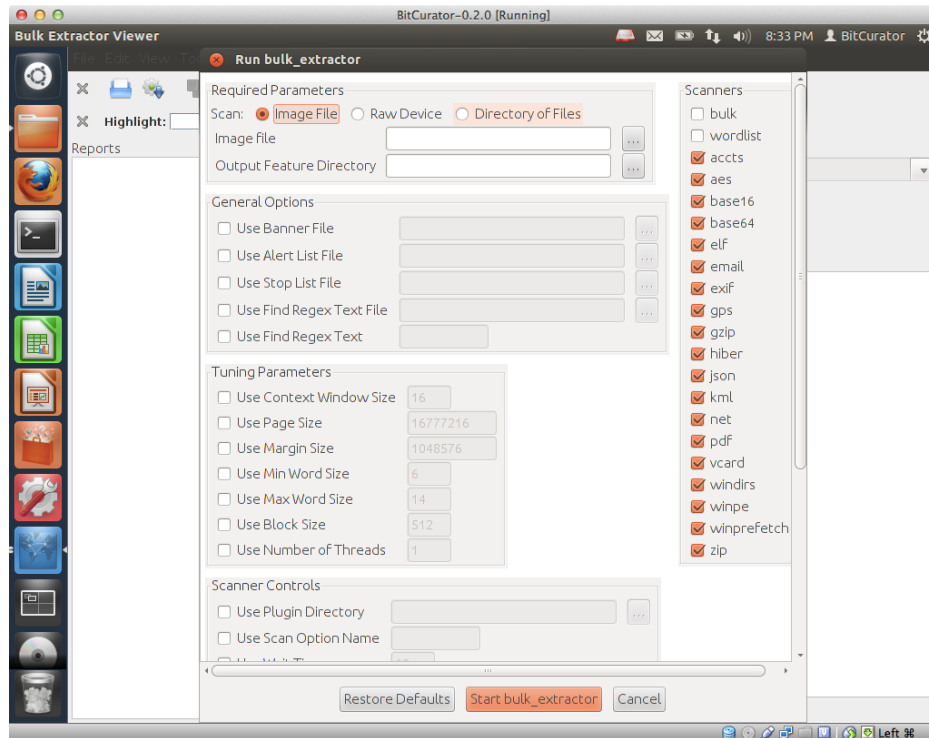 BitCurator-0.2.0 [Running]
Bulk Extractor Viewer
8:33 PM BitCurator
File Edit View
Run bulk_extractor
Highlight:
Reports
Required Parameters
Scan: Image File Raw Device Directory of Files
Image file ...
Output Feature Directory ...
General Options
Use Banner File ...
Use Alert List File ...
Use Stop List File ...
Use Find Regex Text File ...
Use Find Regex Text
Tuning Parameters
Use Context Window Size 16
Use Page Size 16777216
Use Margin Size 1048576
Use Min Word Size 6
Use Max Word Size 14
Use Block Size 512
Use Number of Threads 1
Scanner Controls
Use Plugin Directory ...
Use Scan Option Name
Scanners
bulk
wordlist
accts
aes
base16
base64
elf
email
exif
gps
gzip
hiber
json
kml
net
pdf
vcard
windirs
winpe
winprefetch
zip
Restore Defaults Start bulk_extractor Cancel
Left ⌘